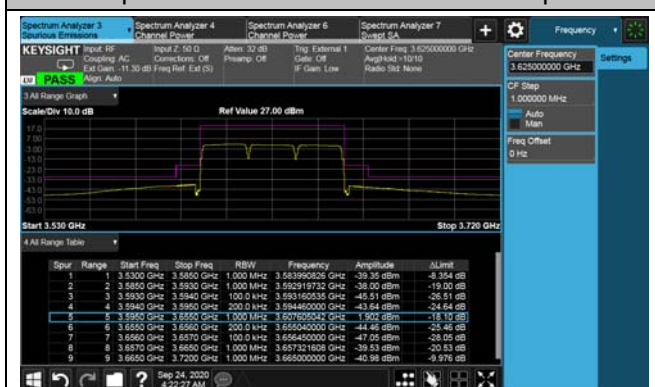 Spectrum Analyzer 3
Spurious Emissions
Spectrum Analyzer 4
Channel Power
Spectrum Analyzer 6
Channel Power
Spectrum Analyzer 7
Swept SA
Frequency
KEYSIGHT
Input: RF
Coupling: AC
Ext Gain: -11.30 dB
Align: Auto
Input Z: 50 Ω
Corrections: Off
Freq Ref: Ext (S)
Atten: 32 dB
Preamp: Off
Trig: External 1
Gate: Off
IF Gain: Low
Center Freq: 3.625000000 GHz
Avg|Hold:>10/10
Radio Std: None
PASS
Center Frequency
3.625000000 GHz
Settings
CF Step
1.000000 MHz
Auto
Man
Freq Offset
0 Hz
3 All Range Graph
Scale/Div 10.0 dB
Ref Value 27.00 dBm
17.0
7.00
-3.00
-13.0
-23.0
-33.0
-43.0
-53.0
-63.0
Start 3.530 GHz
Stop 3.720 GHz
4 All Range Table
Spur Range Start Freq Stop Freq RBW Frequency Amplitude ΔLimit
1 1 3.5300 GHz 3.5850 GHz 1.000 MHz 3.583990826 GHz -39.35 dBm -8.354 dB
2 2 3.5850 GHz 3.5930 GHz 1.000 MHz 3.592919732 GHz -38.00 dBm -19.00 dB
3 3 3.5930 GHz 3.5940 GHz 100.0 kHz 3.593160535 GHz -45.51 dBm -26.51 dB
4 4 3.5940 GHz 3.5950 GHz 200.0 kHz 3.594460000 GHz -43.64 dBm -24.64 dB
5 5 3.5950 GHz 3.6550 GHz 1.000 MHz 3.607605042 GHz 1.902 dBm -18.10 dB
6 6 3.6550 GHz 3.6560 GHz 200.0 kHz 3.655040000 GHz -44.46 dBm -25.46 dB
7 7 3.6560 GHz 3.6570 GHz 100.0 kHz 3.656450000 GHz -47.05 dBm -28.05 dB
8 8 3.6570 GHz 3.6650 GHz 1.000 MHz 3.657321608 GHz -39.53 dBm -20.53 dB
9 9 3.6650 GHz 3.7200 GHz 1.000 MHz 3.665000000 GHz -40.98 dBm -9.976 dB
Sep 24, 2020
4:22:27 AM